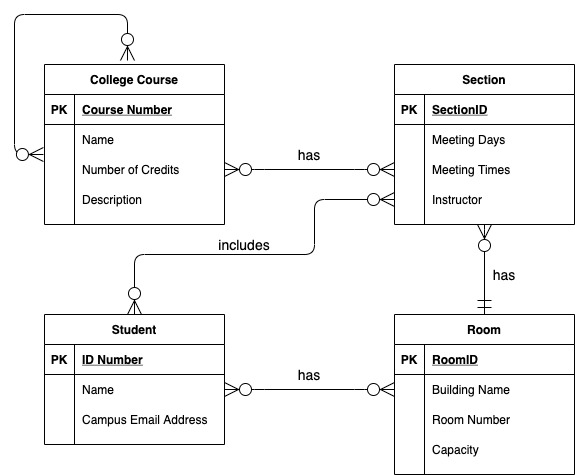 College Course
PK Course Number
Name
Number of Credits
Description
Section
PK SectionID
Meeting Days
Meeting Times
Instructor
has
includes
has
Student
PK ID Number
Name
Campus Email Address
has
Room
PK RoomID
Building Name
Room Number
Capacity